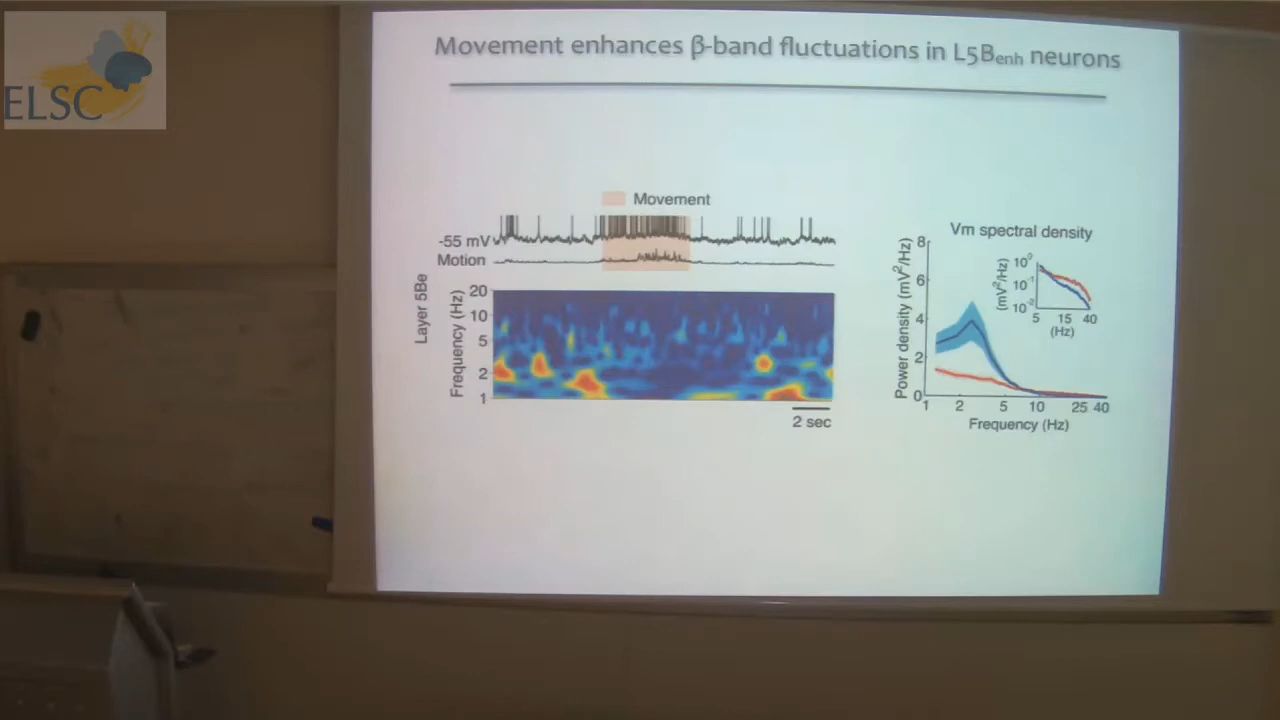 ELSC
Movement enhances β-band fluctuations in L5Benh neurons
Movement
-55 mV
Motion
Layer 5Be
Frequency (Hz)
20
10
5
2
1
2 sec
Vm spectral density
Power density (mV²/Hz)
8
6
4
2
0
1 2 5 10 25 40
Frequency (Hz)
(mV²/Hz)
10⁰
10⁻¹
10⁻²
5 15 40
(Hz)